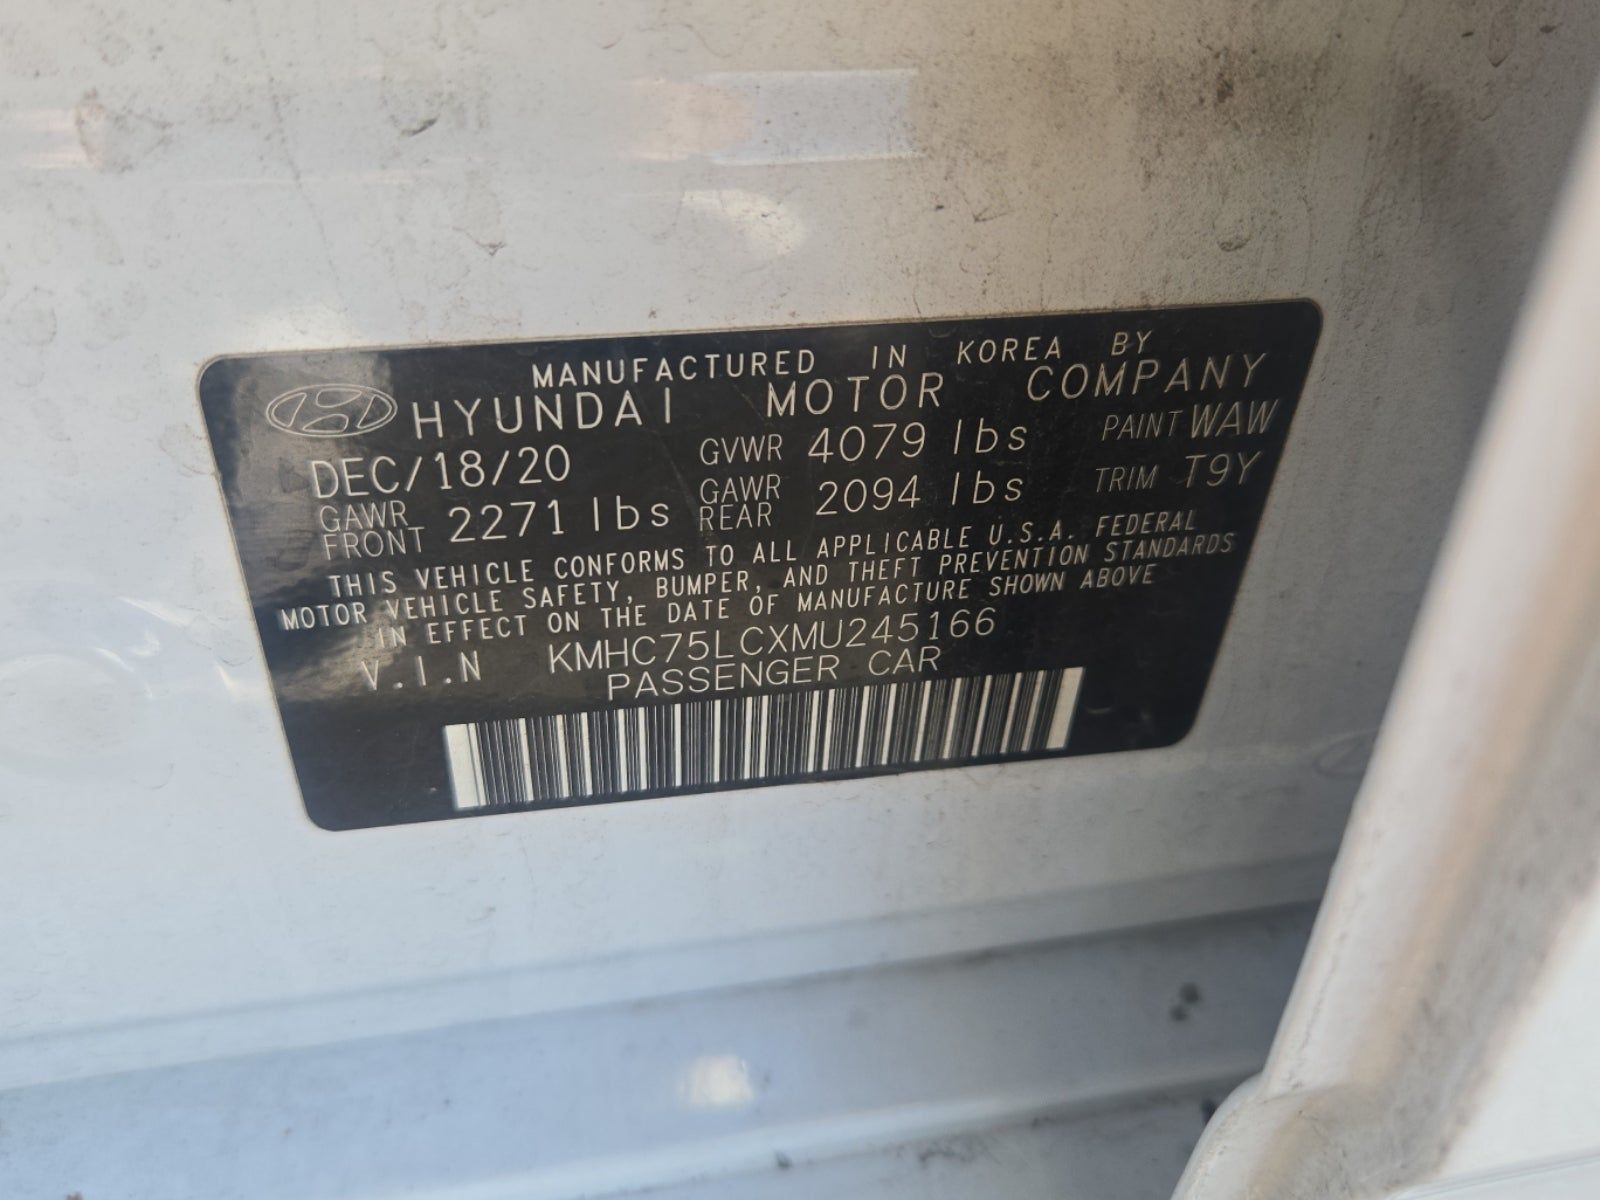 MANUFACTURED IN KOREA BY
HYUNDAI MOTOR COMPANY
DEC/18/20 GVWR 4079 lbs PAINT WAW
GAWR FRONT 2271 lbs GAWR REAR 2094 lbs TRIM T9Y
THIS VEHICLE CONFORMS TO ALL APPLICABLE U.S.A. FEDERAL
MOTOR VEHICLE SAFETY, BUMPER, AND THEFT PREVENTION STANDARDS
IN EFFECT ON THE DATE OF MANUFACTURE SHOWN ABOVE
V.I.N KMHC75LCXMU245166
PASSENGER CAR